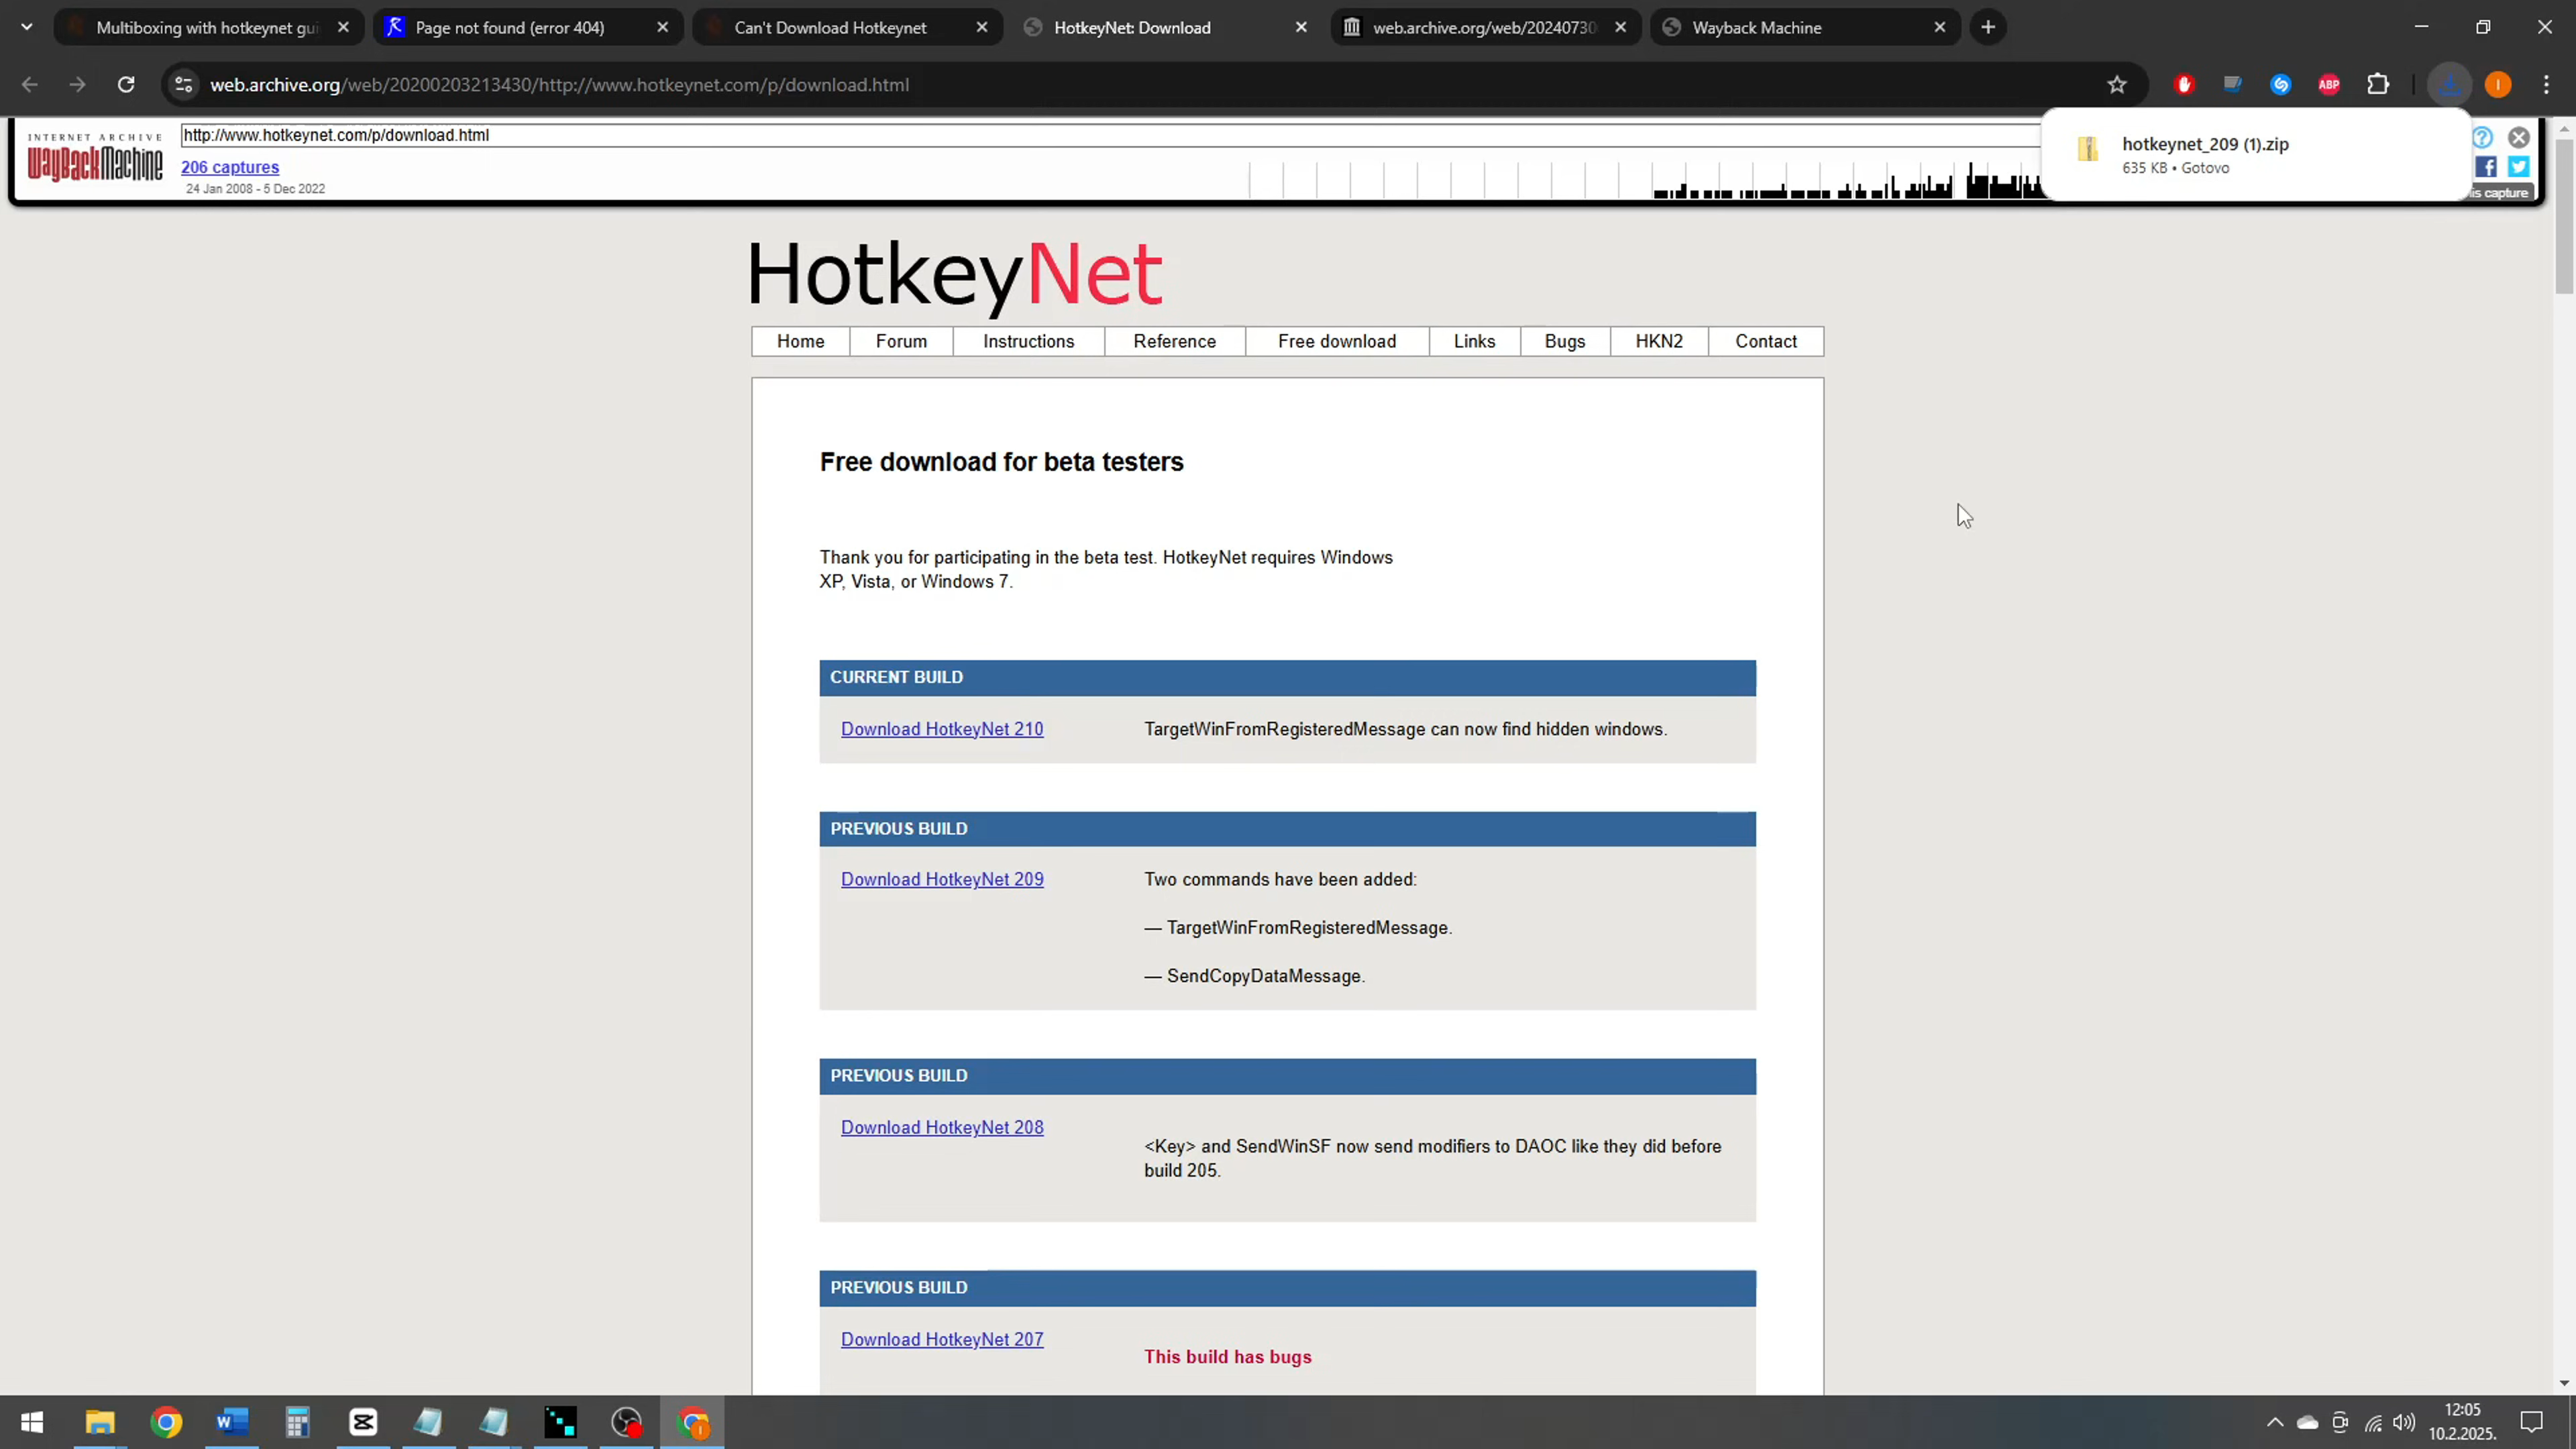 Multiboxing with hotkeynet gui
Page not found (error 404)
Can't Download Hotkeynet
HotkeyNet: Download
web.archive.org/web/20240730
Wayback Machine
web.archive.org/web/20200203213430/http://www.hotkeynet.com/p/download.html
ABP
I
INTERNET ARCHIVE
WayBackMachine
http://www.hotkeynet.com/p/download.html
206 captures
24 Jan 2008 - 5 Dec 2022
hotkeynet_209 (1).zip
635 KB • Gotovo
is capture
HotkeyNet
Home
Forum
Instructions
Reference
Free download
Links
Bugs
HKN2
Contact
Free download for beta testers
Thank you for participating in the beta test. HotkeyNet requires Windows
XP, Vista, or Windows 7.
CURRENT BUILD
Download HotkeyNet 210
TargetWinFromRegisteredMessage can now find hidden windows.
PREVIOUS BUILD
Download HotkeyNet 209
Two commands have been added:
— TargetWinFromRegisteredMessage.
— SendCopyDataMessage.
PREVIOUS BUILD
Download HotkeyNet 208
<Key> and SendWinSF now send modifiers to DAOC like they did before
build 205.
PREVIOUS BUILD
Download HotkeyNet 207
This build has bugs
12:05
10.2.2025.